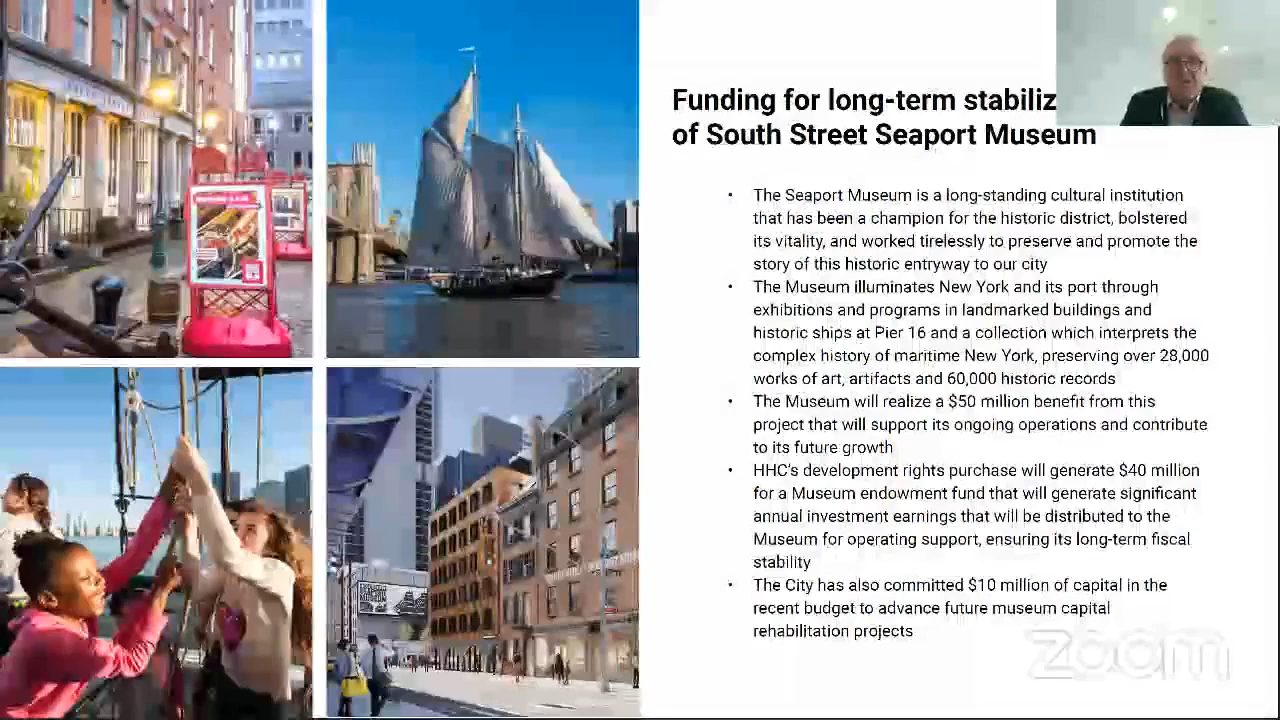 Funding for long-term stabiliz
of South Street Seaport Museum
• The Seaport Museum is a long-standing cultural institution
that has been a champion for the historic district, bolstered
its vitality, and worked tirelessly to preserve and promote the
story of this historic entryway to our city
• The Museum illuminates New York and its port through
exhibitions and programs in landmarked buildings and
historic ships at Pier 16 and a collection which interprets the
complex history of maritime New York, preserving over 28,000
works of art, artifacts and 60,000 historic records
• The Museum will realize a $50 million benefit from this
project that will support its ongoing operations and contribute
to its future growth
• HHC's development rights purchase will generate $40 million
for a Museum endowment fund that will generate significant
annual investment earnings that will be distributed to the
Museum for operating support, ensuring its long-term fiscal
stability
• The City has also committed $10 million of capital in the
recent budget to advance future museum capital
rehabilitation projects
zoom